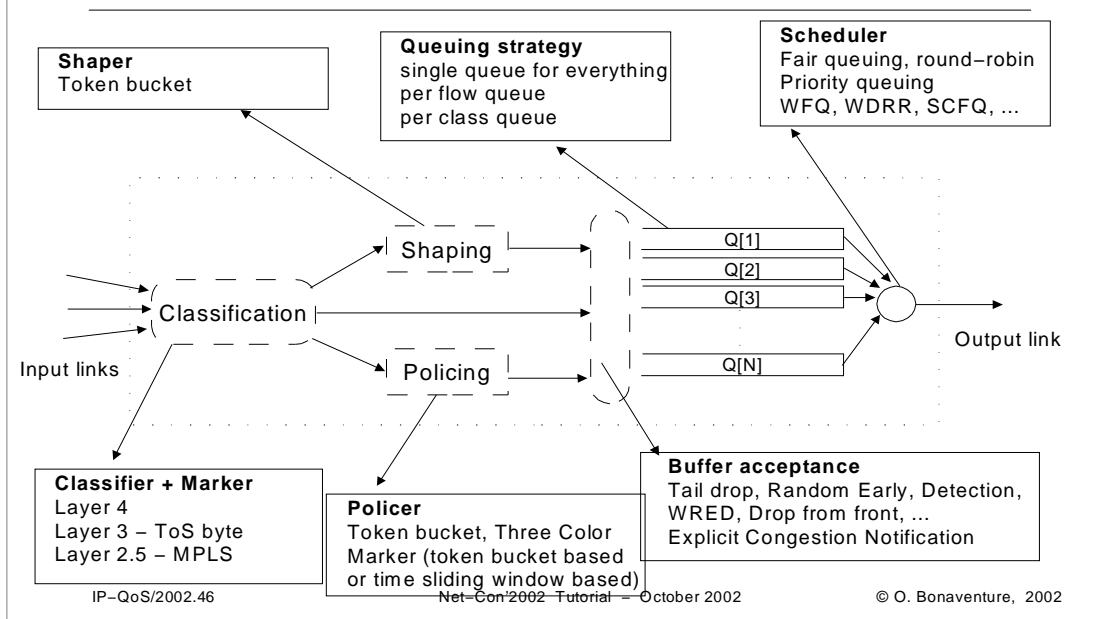 Shaper
Token bucket
Queuing strategy
single queue for everything
per flow queue
per class queue
Scheduler
Fair queuing, round−robin
Priority queuing
WFQ, WDRR, SCFQ, ...
Shaping
Classification
Policing
Q[1]
Q[2]
Q[3]
Q[N]
Input links
Output link
Classifier + Marker
Layer 4
Layer 3 − ToS byte
Layer 2.5 − MPLS
Policer
Token bucket, Three Color
Marker (token bucket based
or time sliding window based)
Buffer acceptance
Tail drop, Random Early, Detection,
WRED, Drop from front, ...
Explicit Congestion Notification
IP−QoS/2002.46
Net−Con'2002 Tutorial − October 2002
© O. Bonaventure, 2002